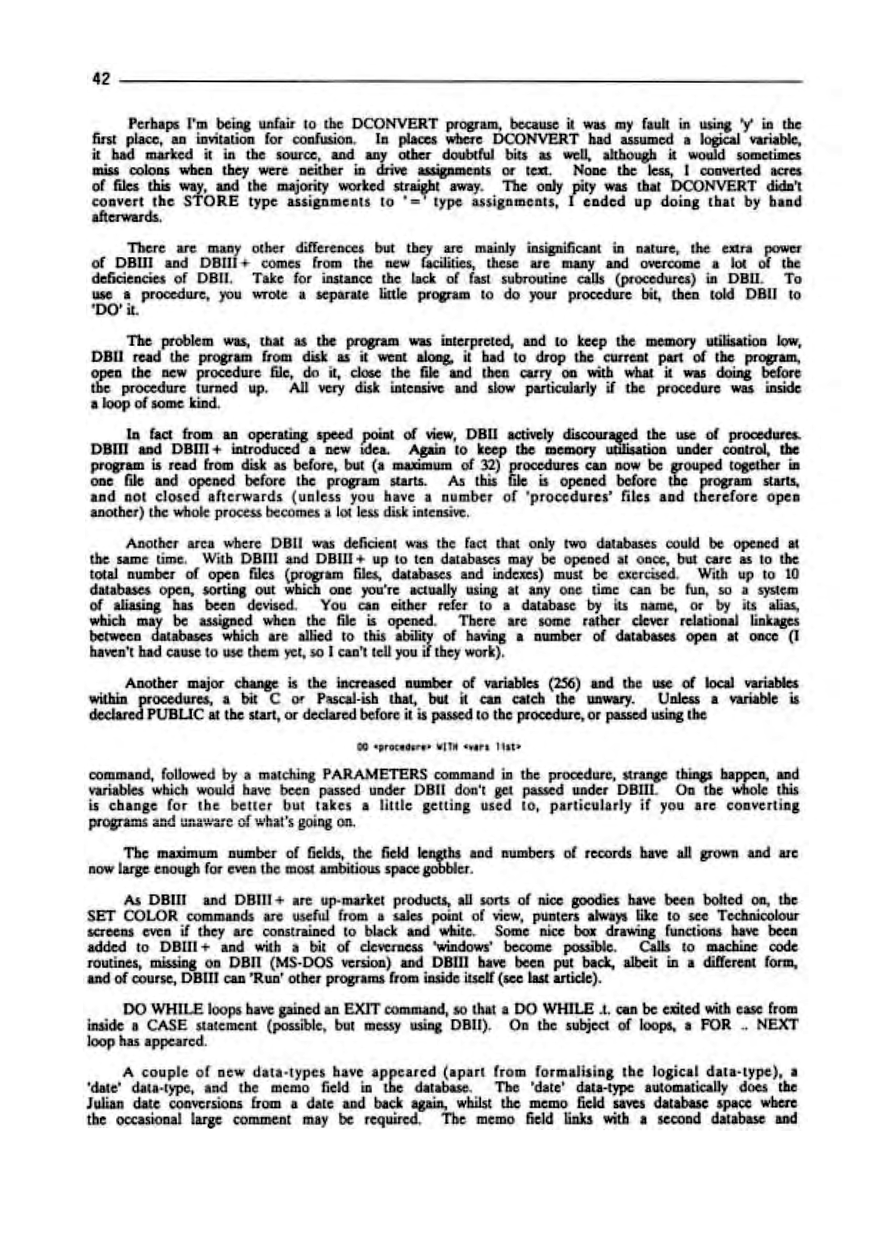 42
Perhaps I'm being unfair to the DCONVERT program, because it was my fault in using 'y' in the
first place, an invitation for confusion. In places where DCONVERT had assumed a logical variable,
it had marked it in the source, and any other doubtful bits as well, although it would sometimes
miss colons when they were neither in drive assignments or text. None the less, I converted acres
of files this way, and the majority worked straight away. The only pity was that DCONVERT didn't
convert the STORE type assignments to '=' type assignments, I ended up doing that by hand
afterwards.
There are many other differences but they are mainly insignificant in nature, the extra power
of DBIII and DBIII+ comes from the new facilities, these are many and overcome a lot of the
deficiencies of DBII. Take for instance the lack of fast subroutine calls (procedures) in DBII. To
use a procedure, you wrote a separate little program to do your procedure bit, then told DBII to
'DO' it.
The problem was, that as the program was interpreted, and to keep the memory utilisation low,
DBII read the program from disk as it went along, it had to drop the current part of the program,
open the new procedure file, do it, close the file and then carry on with what it was doing before
the procedure turned up. All very disk intensive and slow particularly if the procedure was inside
a loop of some kind.
In fact from an operating speed point of view, DBII actively discouraged the use of procedures.
DBIII and DBIII+ introduced a new idea. Again to keep the memory utilisation under control, the
program is read from disk as before, but (a maximum of 32) procedures can now be grouped together in
one file and opened before the program starts. As this file is opened before the program starts,
and not closed afterwards (unless you have a number of 'procedures' files and therefore open
another) the whole process becomes a lot less disk intensive.
Another area where DBII was deficient was the fact that only two databases could be opened at
the same time. With DBIII and DBIII+ up to ten databases may be opened at once, but care as to the
total number of open files (program files, databases and indexes) must be exercised. With up to 10
databases open, sorting out which one you're actually using at any one time can be fun, so a system
of aliasing has been devised. You can either refer to a database by its name, or by its alias,
which may be assigned when the file is opened. There are some rather clever relational linkages
between databases which are allied to this ability of having a number of databases open at once (I
haven't had cause to use them yet, so I can't tell you if they work).
Another major change is the increased number of variables (256) and the use of local variables
within procedures, a bit C or Pascal-ish that, but it can catch the unwary. Unless a variable is
declared PUBLIC at the start, or declared before it is passed to the procedure, or passed using the
DO <procedure> WITH <vars list>
command, followed by a matching PARAMETERS command in the procedure, strange things happen, and
variables which would have been passed under DBII don't get passed under DBIII. On the whole this
is change for the better but takes a little getting used to, particularly if you are converting
programs and unaware of what's going on.
The maximum number of fields, the field lengths and numbers of records have all grown and are
now large enough for even the most ambitious space gobbler.
As DBIII and DBIII+ are up-market products, all sorts of nice goodies have been bolted on, the
SET COLOR commands are useful from a sales point of view, punters always like to see Technicolour
screens even if they are constrained to black and white. Some nice box drawing functions have been
added to DBIII+ and with a bit of cleverness 'windows' become possible. Calls to machine code
routines, missing on DBII (MS-DOS version) and DBIII have been put back, albeit in a different form,
and of course, DBIII can 'Run' other programs from inside itself (see last article).
DO WHILE loops have gained an EXIT command, so that a DO WHILE .t. can be exited with ease from
inside a CASE statement (possible, but messy using DBII). On the subject of loops, a FOR .. NEXT
loop has appeared.
A couple of new data-types have appeared (apart from formalising the logical data-type), a
'date' data-type, and the memo field in the database. The 'date' data-type automatically does the
Julian date conversions from a date and back again, whilst the memo field saves database space where
the occasional large comment may be required. The memo field links with a second database and